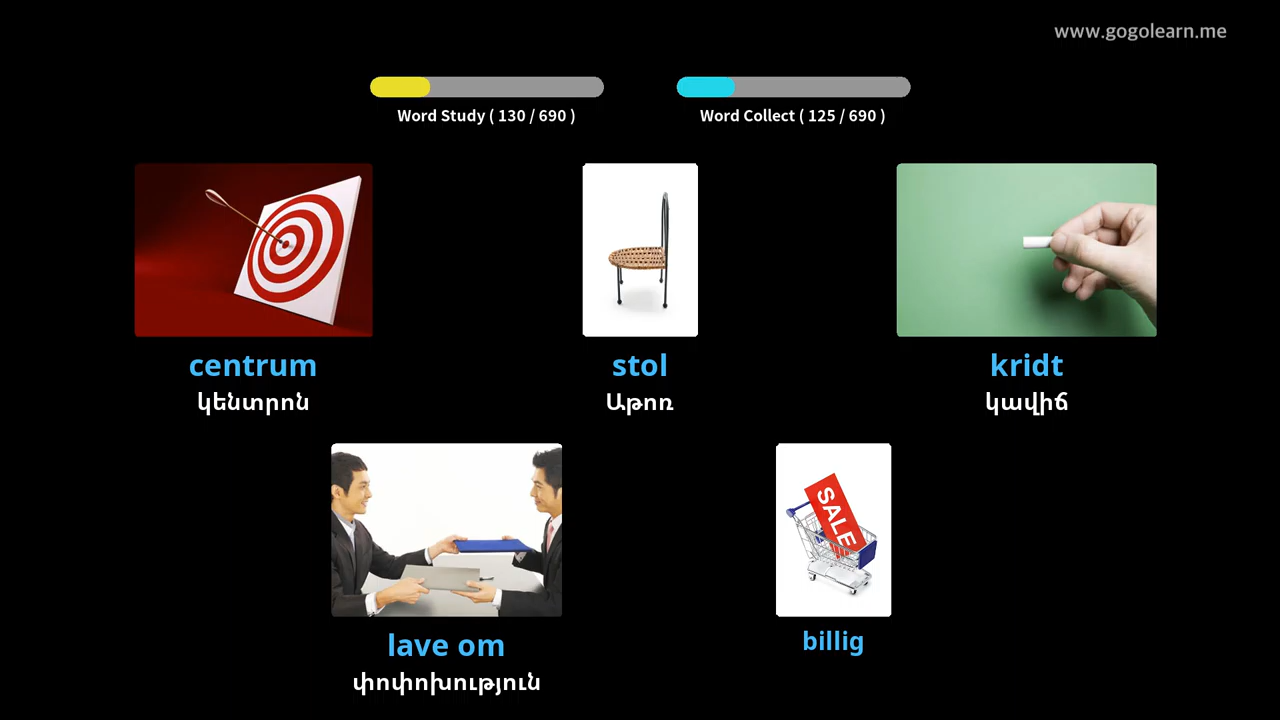 www.gogolearn.me
Word Study ( 130 / 690 )
Word Collect ( 125 / 690 )
centrum
կենտրոն
stol
Աթոռ
kridt
կավիճ
SALE
lave om
փոփոխություն
billig